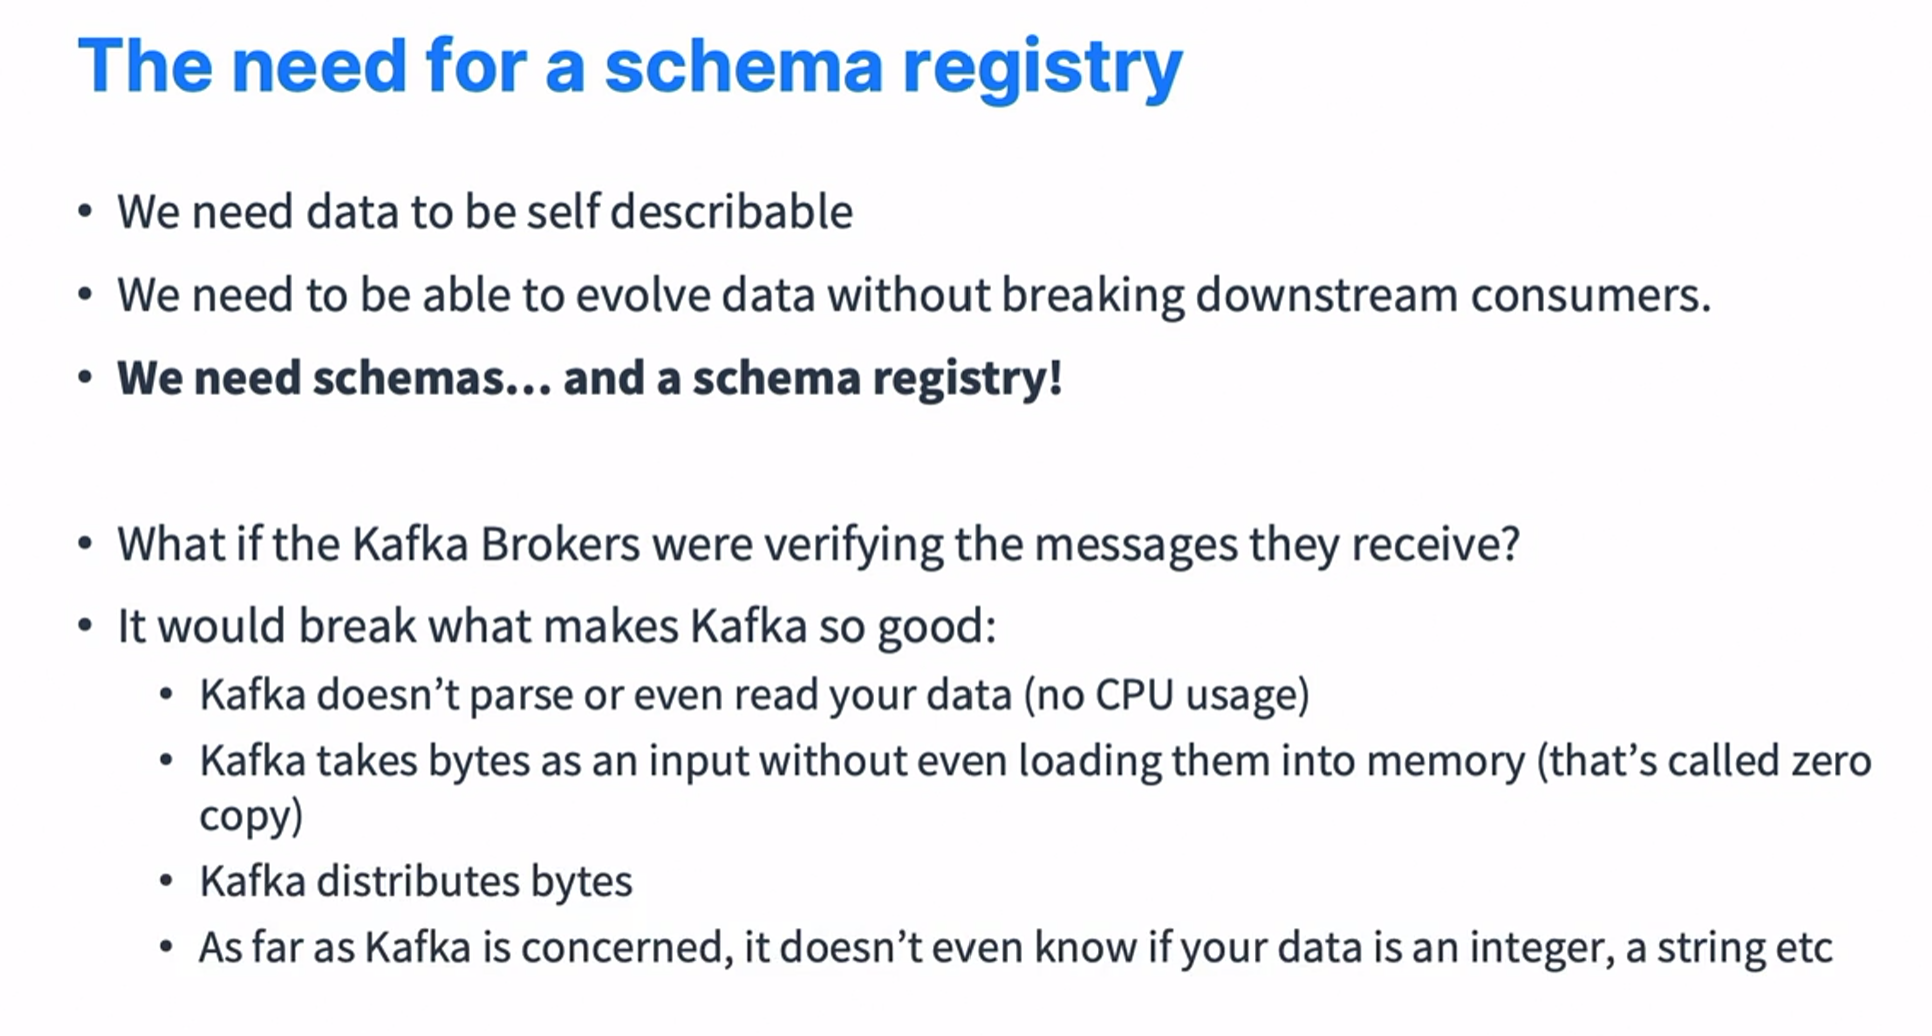 The need for a schema registry
• We need data to be self describable
• We need to be able to evolve data without breaking downstream consumers.
• We need schemas... and a schema registry!
• What if the Kafka Brokers were verifying the messages they receive?
• It would break what makes Kafka so good:
• Kafka doesn’t parse or even read your data (no CPU usage)
• Kafka takes bytes as an input without even loading them into memory (that’s called zero
copy)
• Kafka distributes bytes
• As far as Kafka is concerned, it doesn’t even know if your data is an integer, a string etc